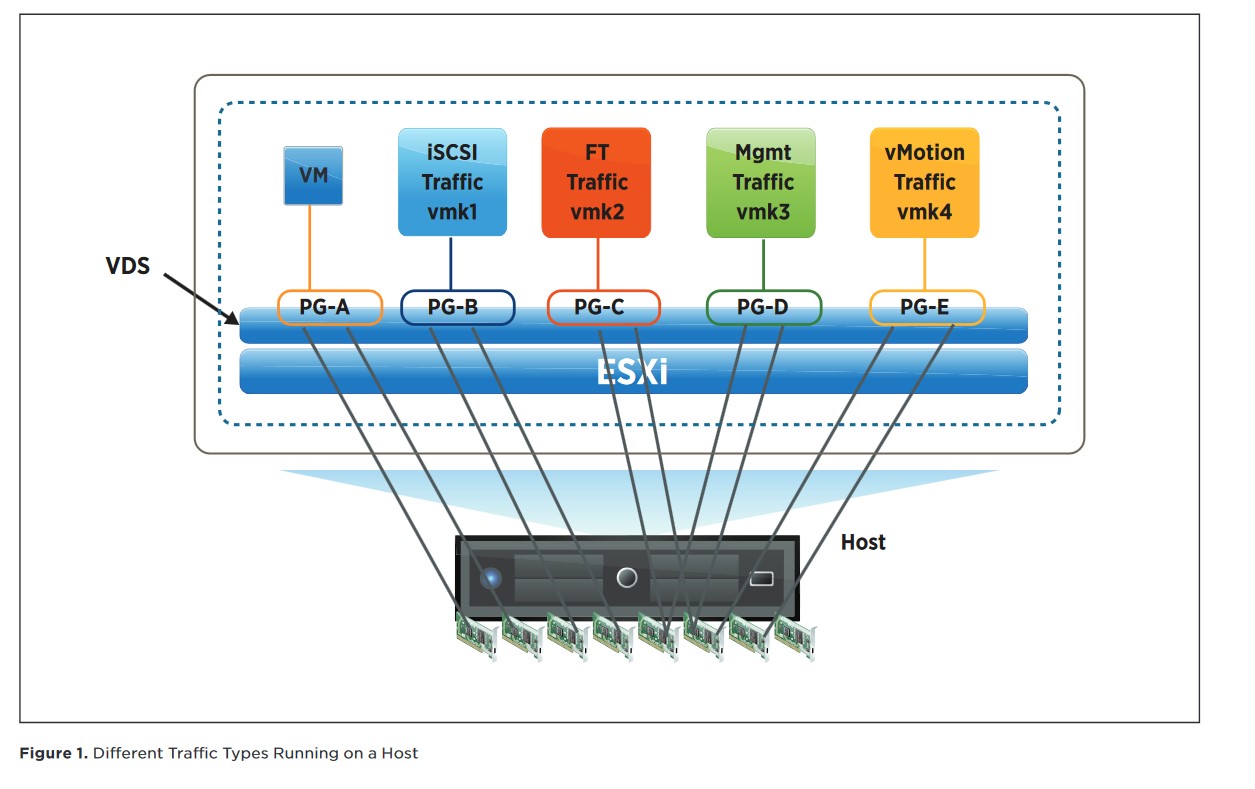 VM
iSCSI
Traffic
vmk1
FT
Traffic
vmk2
Mgmt
Traffic
vmk3
vMotion
Traffic
vmk4
VDS
PG-A
PG-B
PG-C
PG-D
PG-E
ESXi
Host
Figure 1. Different Traffic Types Running on a Host